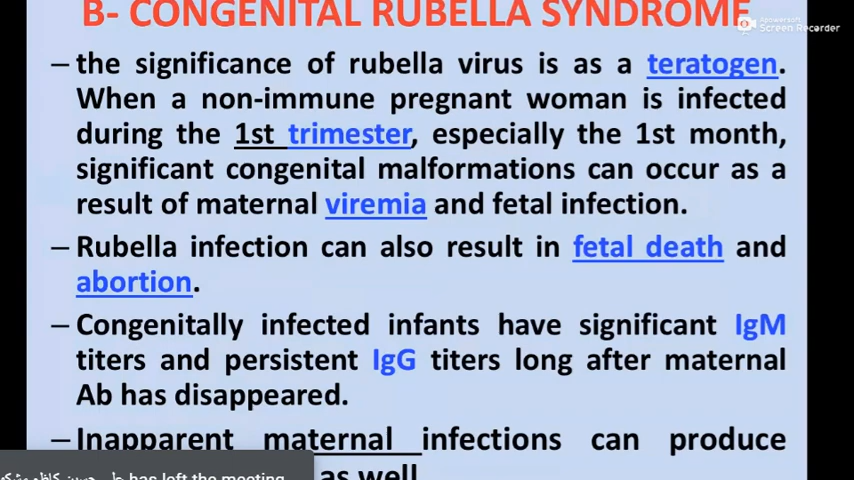 B- CONGENITAL RUBELLA SYNDROME
Apowersoft
Screen Recorder
– the significance of rubella virus is as a teratogen.
When a non-immune pregnant woman is infected
during the 1st trimester, especially the 1st month,
significant congenital malformations can occur as a
result of maternal viremia and fetal infection.
– Rubella infection can also result in fetal death and
abortion.
– Congenitally infected infants have significant IgM
titers and persistent IgG titers long after maternal
Ab has disappeared.
– Inapparent maternal infections can produce
as well
has left the meeting